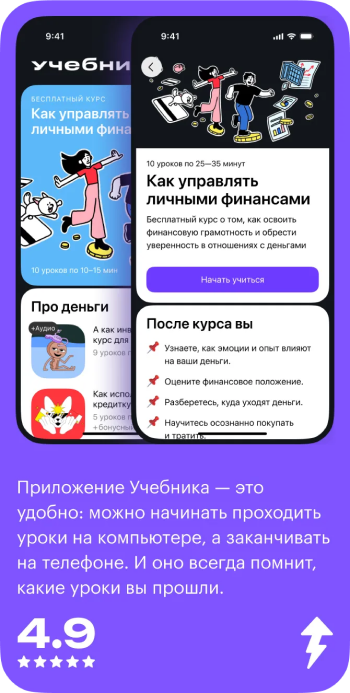 9:41
учебни
БЕСПЛАТНЫЙ КУРС
Как управлять
личными фина
10 уроков по 10–15 мин
Про деньги
+Аудио
А как инв
курс для
9 уроков п
Как испо
кредитку
5 уроков п
+бонусны
9:41
10 уроков по 25—35 минут
Как управлять
личными финансами
Бесплатный курс о том, как освоить
финансовую грамотность и обрести
уверенность в отношениях с деньгами
Начать учиться
После курса вы
Узнаете, как эмоции и опыт влияют
на ваши деньги.
Оцените финансовое положение.
Разберетесь, куда уходят деньги.
Научитесь осознанно покупать
и тратить.
Приложение Учебника — это
удобно: можно начинать проходить
уроки на компьютере, а заканчивать
на телефоне. И оно всегда помнит,
какие уроки вы прошли.
4.9